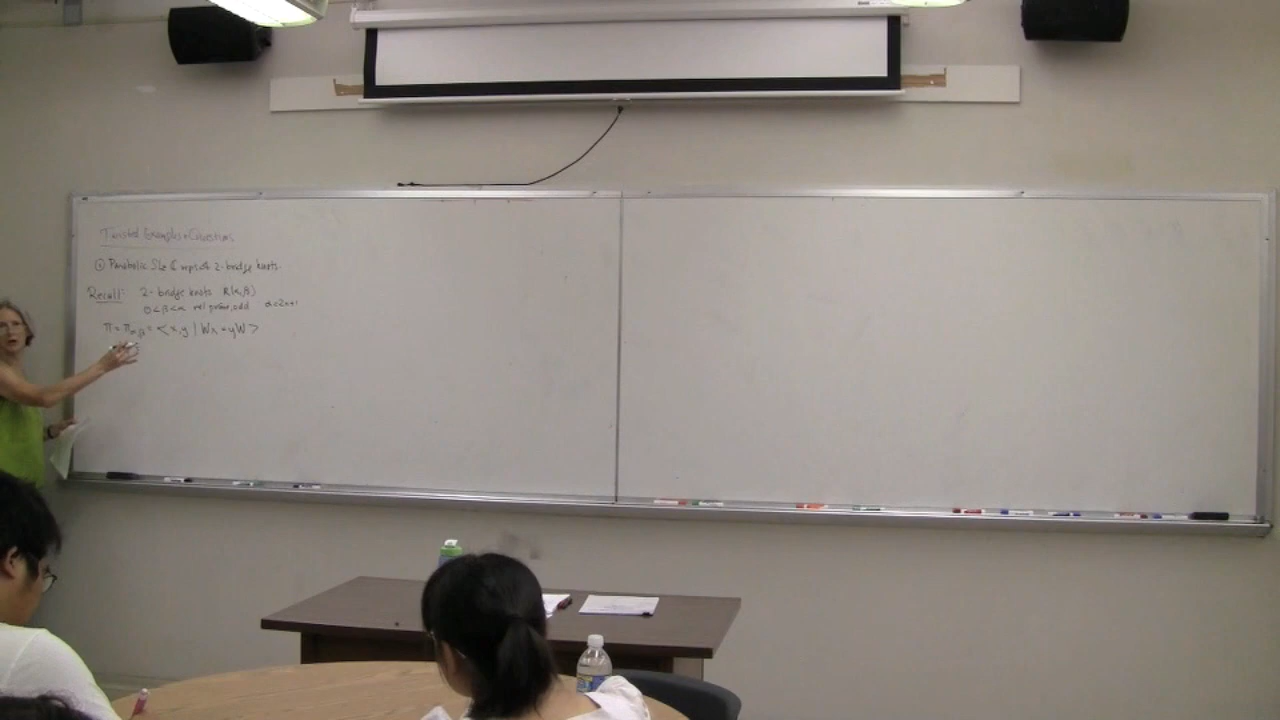 Twisted Examples + Questions
① Parabolic SL₂ℂ reps of 2-bridge knots.
Recall: 2-bridge knots K(α,β)
0<β<α rel prime, odd α=2n+1
π = π_α,β = <x,y | Wx = yW>